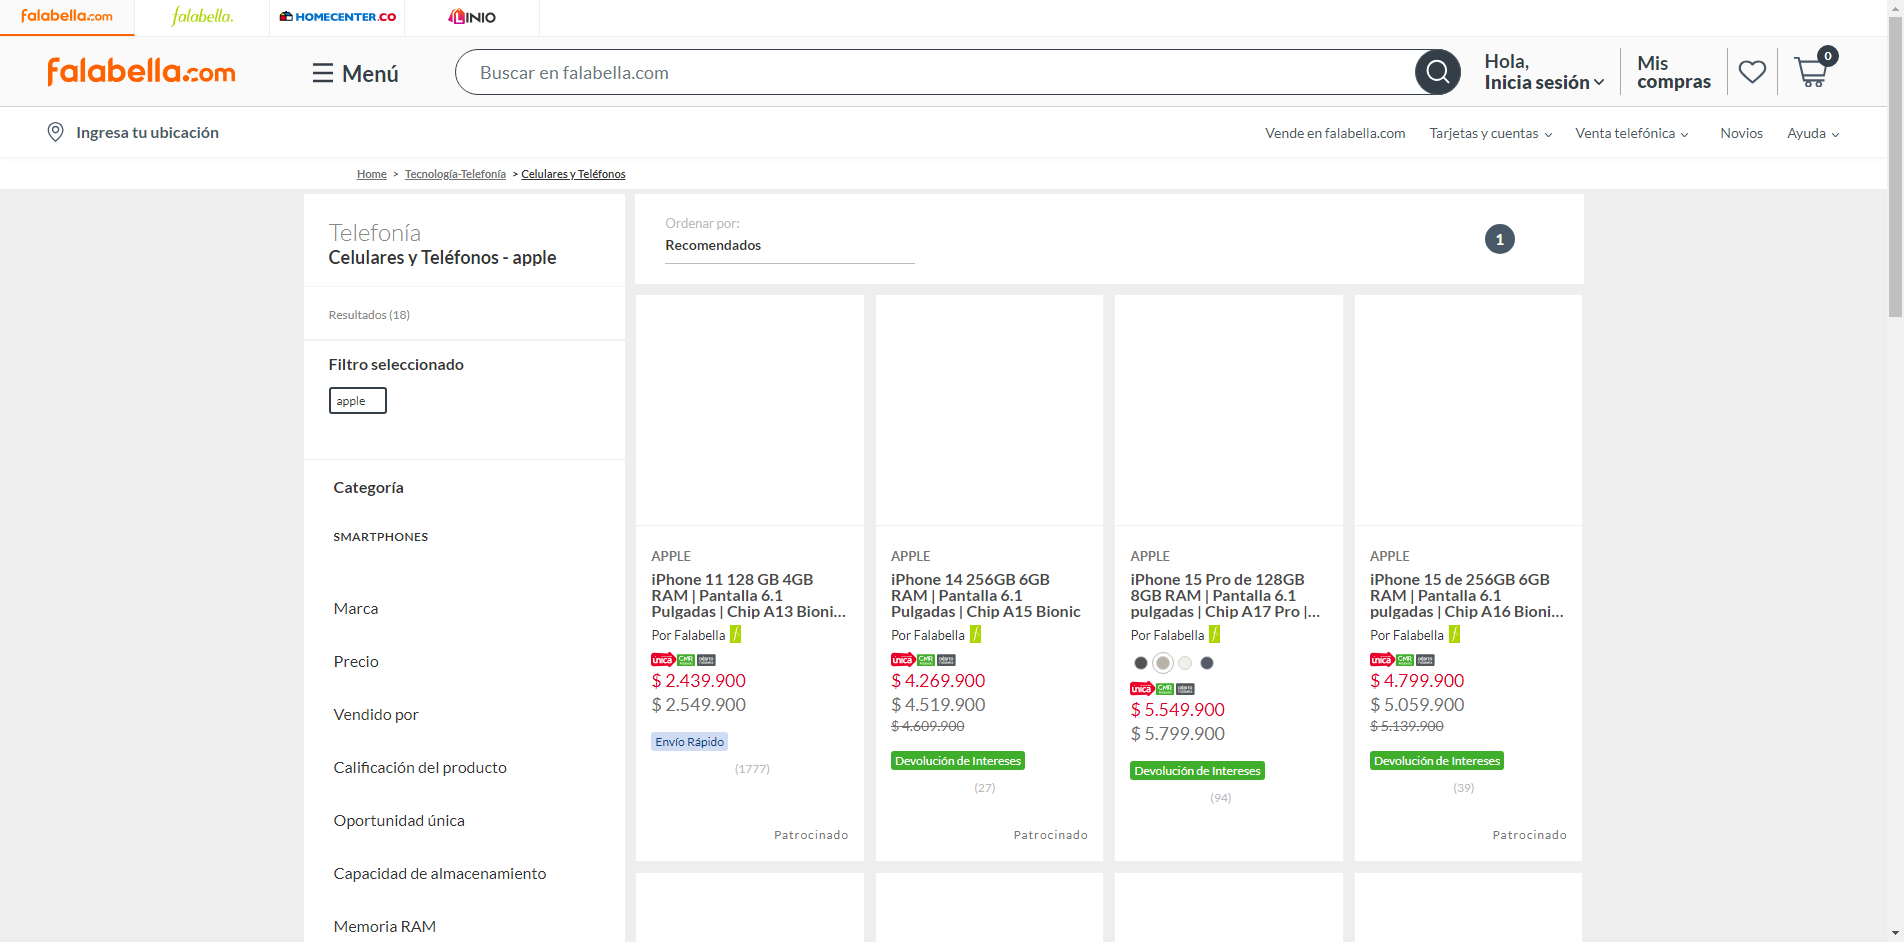 falabella.com
falabella.
HOMECENTER.CO
LINIO
falabella.com
Menú
Buscar en falabella.com
Hola,
Inicia sesión
Mis
compras
0
Ingresa tu ubicación
Vende en falabella.com
Tarjetas y cuentas
Venta telefónica
Novios
Ayuda
Home > Tecnología-Telefonía > Celulares y Teléfonos
Telefonía
Celulares y Teléfonos - apple
Resultados (18)
Filtro seleccionado
apple
Categoría
SMARTPHONES
Marca
Precio
Vendido por
Calificación del producto
Oportunidad única
Capacidad de almacenamiento
Memoria RAM
Ordenar por:
Recomendados
1
APPLE
iPhone 11 128 GB 4GB
RAM | Pantalla 6.1
Pulgadas | Chip A13 Bioni...
Por Falabella
única CMR
$ 2.439.900
$ 2.549.900
Envío Rápido
(1777)
Patrocinado
APPLE
iPhone 14 256GB 6GB
RAM | Pantalla 6.1
Pulgadas | Chip A15 Bionic
Por Falabella
única CMR
$ 4.269.900
$ 4.519.900
$ 4.609.900
Devolución de Intereses
(27)
Patrocinado
APPLE
iPhone 15 Pro de 128GB
8GB RAM | Pantalla 6.1
pulgadas | Chip A17 Pro |...
Por Falabella
única CMR
$ 5.549.900
$ 5.799.900
Devolución de Intereses
(94)
APPLE
iPhone 15 de 256GB 6GB
RAM | Pantalla 6.1
pulgadas | Chip A16 Bioni...
Por Falabella
única CMR
$ 4.799.900
$ 5.059.900
$ 5.139.900
Devolución de Intereses
(39)
Patrocinado